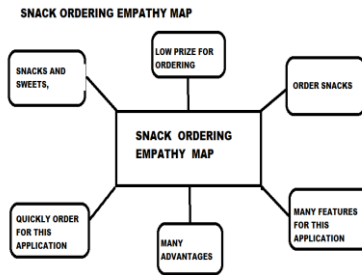 SNACK ORDERING EMPATHY MAP
LOW PRIZE FOR
ORDERING
SNACKS AND
SWEETS,
ORDER SNACKS
SNACK ORDERING
EMPATHY MAP
QUICKLY ORDER
FOR THIS
APPLICATION
MANY
ADVANTAGES
MANY FEATURES
FOR THIS
APPLICATION